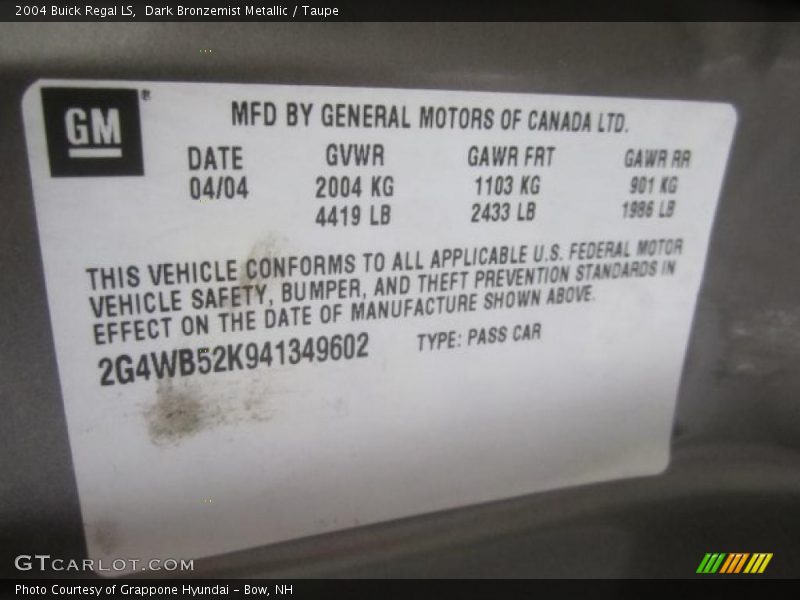 2004 Buick Regal LS,  Dark Bronzemist Metallic / Taupe
GM ®
MFD BY GENERAL MOTORS OF CANADA LTD.
DATE GVWR GAWR FRT GAWR RR
04/04 2004 KG 1103 KG 901 KG
4419 LB 2433 LB 1986 LB
THIS VEHICLE CONFORMS TO ALL APPLICABLE U.S. FEDERAL MOTOR
VEHICLE SAFETY, BUMPER, AND THEFT PREVENTION STANDARDS IN
EFFECT ON THE DATE OF MANUFACTURE SHOWN ABOVE.
2G4WB52K941349602 TYPE: PASS CAR
GTCARLOT.COM
Photo Courtesy of Grappone Hyundai - Bow, NH